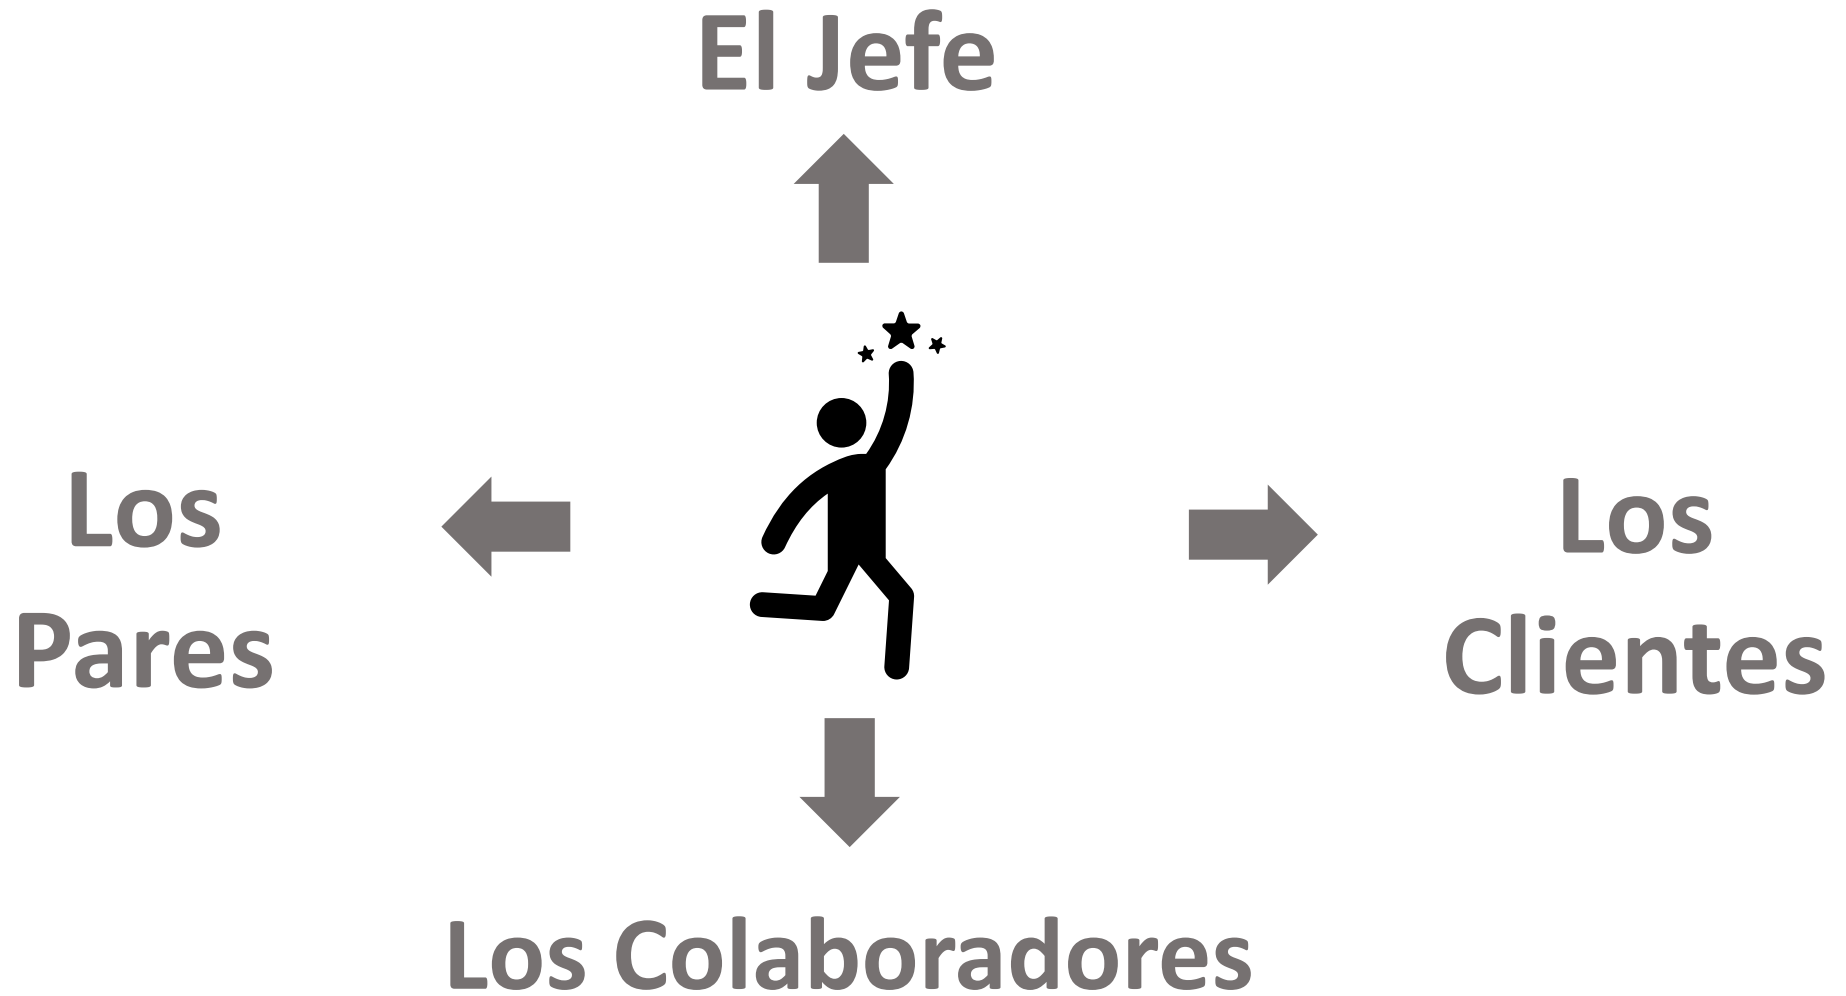 El Jefe
Los
Pares
Los
Clientes
Los Colaboradores